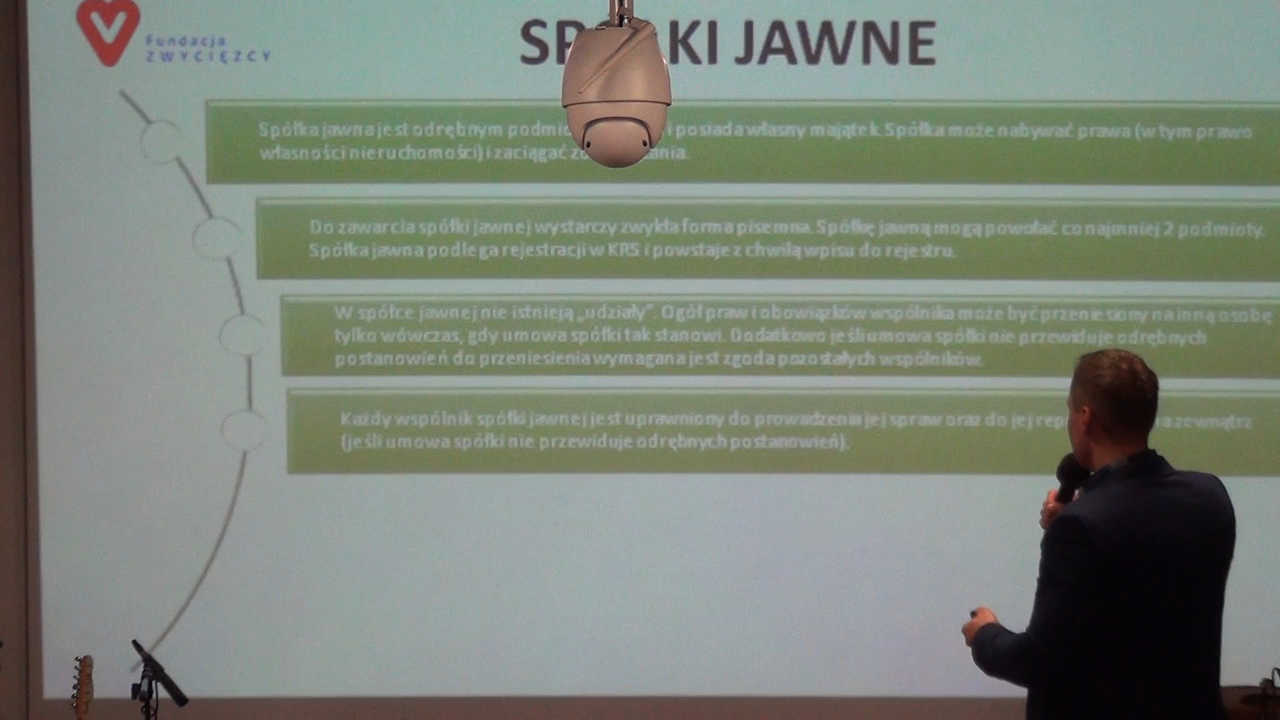 Fundacja
ZWYCIĘZCY
KI JAWNE
Spółka jawna jest odrębnym i posiada własny majątek. Spółka może nabywać prawa (w tym prawo
własności nieruchomości) i zaciągać
Do zawarcia spółki jawnej wystarczy zwykła forma pisemna. Spółkę jawną mogą powołać co najmniej 2 podmioty.
Spółka jawna podlega rejestracji w KRS i powstaje z chwilą wpisu do rejestru.
W spółce jawnej nie istnieją „udziały”. Ogół praw i obowiązków wspólnika może być przeniesiony na inną osobę
tylko wówczas, gdy umowa spółki tak stanowi. Dodatkowo jeśli umowa spółki nie przewiduje odrębnych
postanowień do przeniesienia wymagana jest zgoda pozostałych wspólników.
Każdy wspólnik spółki jawnej jest uprawniony do prowadzenia jej spraw oraz do jej na zewnątrz
(jeśli umowa spółki nie przewiduje odrębnych postanowień).